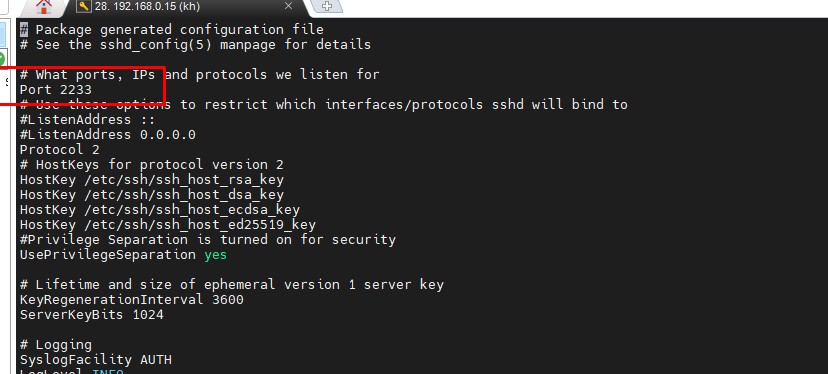 28. 192.168.0.15 (kh)
# Package generated configuration file
# See the sshd_config(5) manpage for details
# What ports, IPs and protocols we listen for
Port 2233
# Use these options to restrict which interfaces/protocols sshd will bind to
#ListenAddress ::
#ListenAddress 0.0.0.0
Protocol 2
# HostKeys for protocol version 2
HostKey /etc/ssh/ssh_host_rsa_key
HostKey /etc/ssh/ssh_host_dsa_key
HostKey /etc/ssh/ssh_host_ecdsa_key
HostKey /etc/ssh/ssh_host_ed25519_key
#Privilege Separation is turned on for security
UsePrivilegeSeparation yes
# Lifetime and size of ephemeral version 1 server key
KeyRegenerationInterval 3600
ServerKeyBits 1024
# Logging
SyslogFacility AUTH
LogLevel INFO